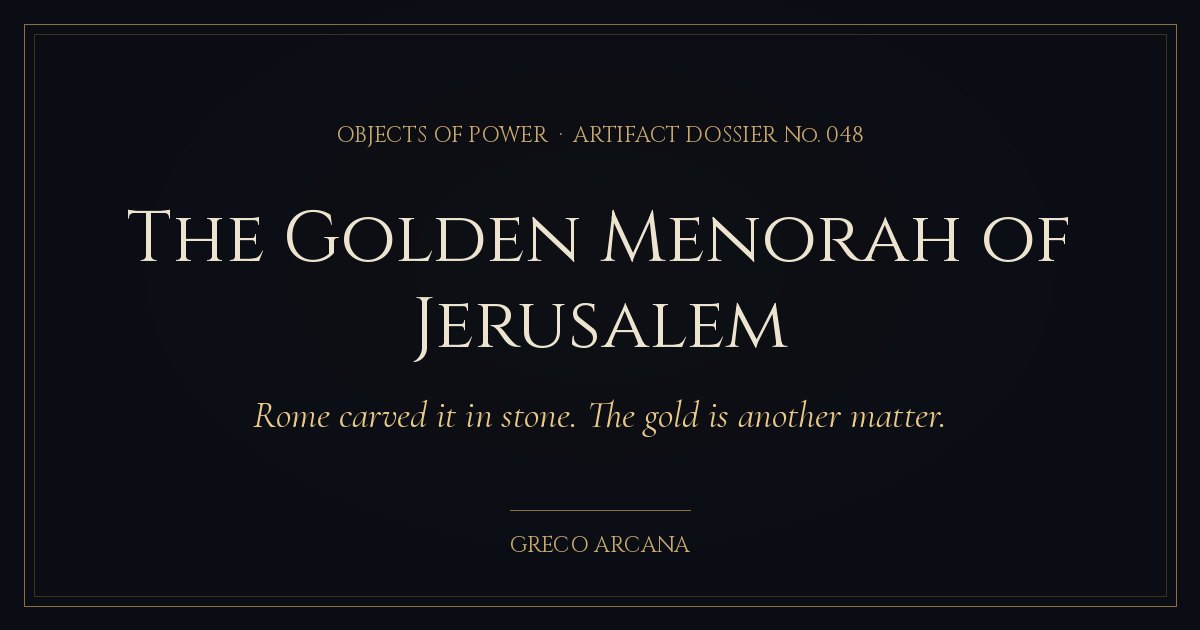 OBJECTS OF POWER · ARTIFACT DOSSIER No. 048
The Golden Menorah of
Jerusalem
Rome carved it in stone. The gold is another matter.
GRECO ARCANA